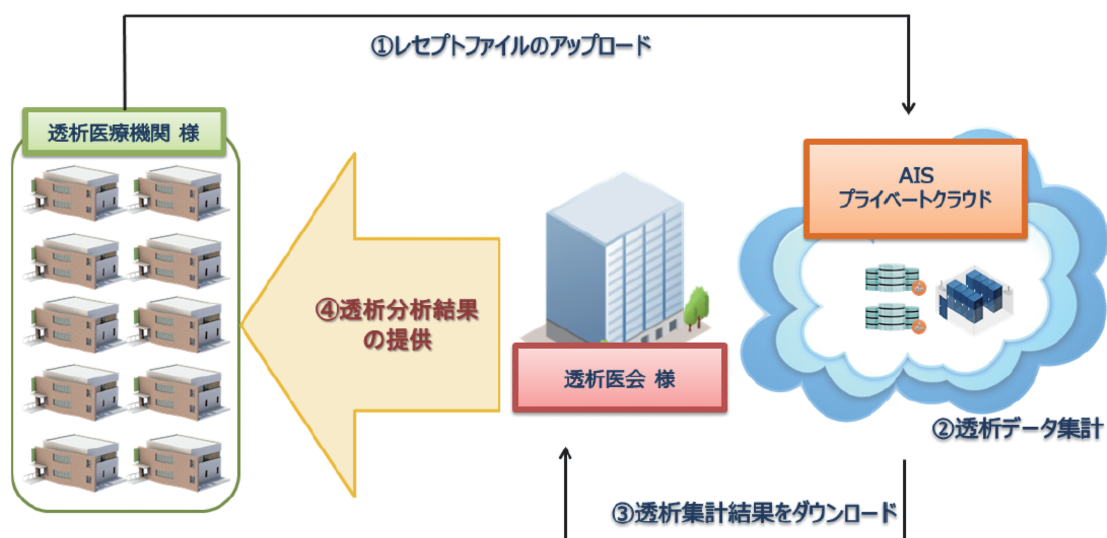 ①レセプトファイルのアップロード
透析医療機関 様
AIS
プライベートクラウド
④透析分析結果
の提供
透析医会 様
②透析データ集計
③透析集計結果をダウンロード